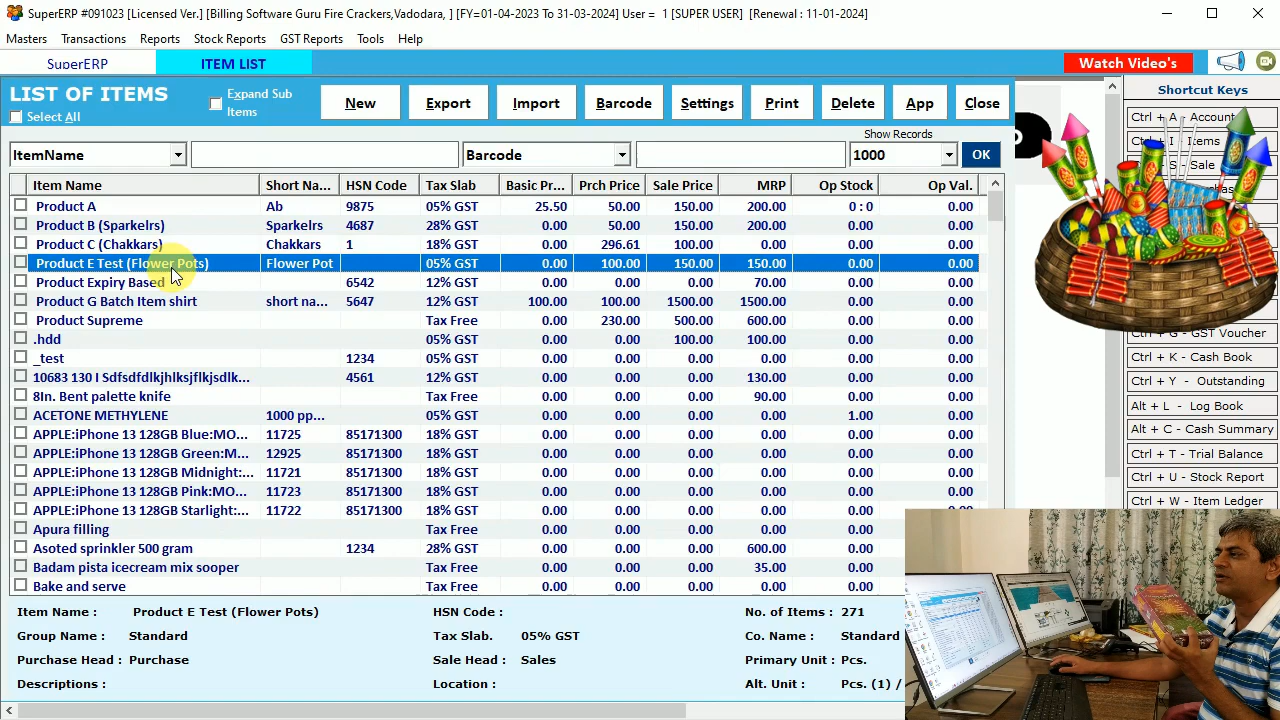 SuperERP #091023 [Licensed Ver.] [Billing Software Guru Fire Crackers,Vadodara, ] [FY=01-04-2023 To 31-03-2024] User = 1 [SUPER USER] [Renewal : 11-01-2024]
Masters Transactions Reports Stock Reports GST Reports Tools Help
SuperERP ITEM LIST Watch Video's
LIST OF ITEMS Expand Sub Items New Export Import Barcode Settings Print Delete App Close
Select All
Show Records
ItemName Barcode 1000 OK
Item Name Short Na... HSN Code Tax Slab Basic Pr... Prch Price Sale Price MRP Op Stock Op Val.
Product A Ab 9875 05% GST 25.50 50.00 150.00 200.00 0 : 0 0.00
Product B (Sparkelrs) Sparkelrs 4687 28% GST 0.00 100.00 150.00 200.00 0.00 0.00
Product C (Chakkars) Chakkars 1 12% GST 0.00 296.61 100.00 0.00 0.00 0.00
Product E Test (Flower Pots) Flower Pot 05% GST 0.00 100.00 150.00 150.00 0.00 0.00
Product Expiry Based 6542 12% GST 0.00 0.00 0.00 70.00 0.00 0.00
Product G Batch Item shirt short na... 5647 12% GST 100.00 100.00 1500.00 1500.00 0.00 0.00
Product Supreme Tax Free 0.00 230.00 500.00 600.00 0.00 0.00
.hdd 05% GST 0.00 0.00 100.00 100.00 0.00 0.00
_test 1234 05% GST 0.00 0.00 0.00 0.00 0.00 0.00
10683 130 I Sdfsdfdlkjhlksjflkjsdlk... 4561 12% GST 0.00 0.00 0.00 130.00 0.00 0.00
8In. Bent palette knife Tax Free 0.00 0.00 0.00 90.00 0.00 0.00
ACETONE METHYLENE 1000 pp... 05% GST 0.00 0.00 0.00 0.00 1.00 0.00
APPLE:iPhone 13 128GB Blue:MO... 11725 85171300 18% GST 0.00 0.00 0.00 0.00 0.00 0.00
APPLE:iPhone 13 128GB Green:M... 12925 85171300 18% GST 0.00 0.00 0.00 0.00 0.00 0.00
APPLE:iPhone 13 128GB Midnight:... 11721 85171300 18% GST 0.00 0.00 0.00 0.00 0.00 0.00
APPLE:iPhone 13 128GB Pink:MO... 11723 85171300 18% GST 0.00 0.00 0.00 0.00 0.00 0.00
APPLE:iPhone 13 128GB Starlight:... 11722 85171300 18% GST 0.00 0.00 0.00 0.00 0.00 0.00
Apura filling Tax Free 0.00 0.00 0.00 0.00 0.00 0.00
Asoted sprinkler 500 gram 1234 28% GST 0.00 0.00 0.00 600.00 0.00 0.00
Badam pista icecream mix sooper Tax Free 0.00 0.00 0.00 35.00 0.00 0.00
Bake and serve Tax Free 0.00 0.00 0.00 0.00 0.00 0.00
Item Name : Product E Test (Flower Pots) HSN Code : No. of Items : 271
Group Name : Standard Tax Slab. 05% GST Co. Name : Standard
Purchase Head : Purchase Sale Head : Sales Primary Unit : Pcs.
Descriptions : Location : Alt. Unit : Pcs. (1) /
Shortcut Keys
Ctrl + A - Account
Ctrl + I - Items
- Sale
Ctrl + G - GST Voucher
Ctrl + K - Cash Book
Ctrl + Y - Outstanding
Alt + L - Log Book
Alt + C - Cash Summary
Ctrl + T - Trial Balance
Ctrl + U - Stock Report
Ctrl + W - Item Ledger